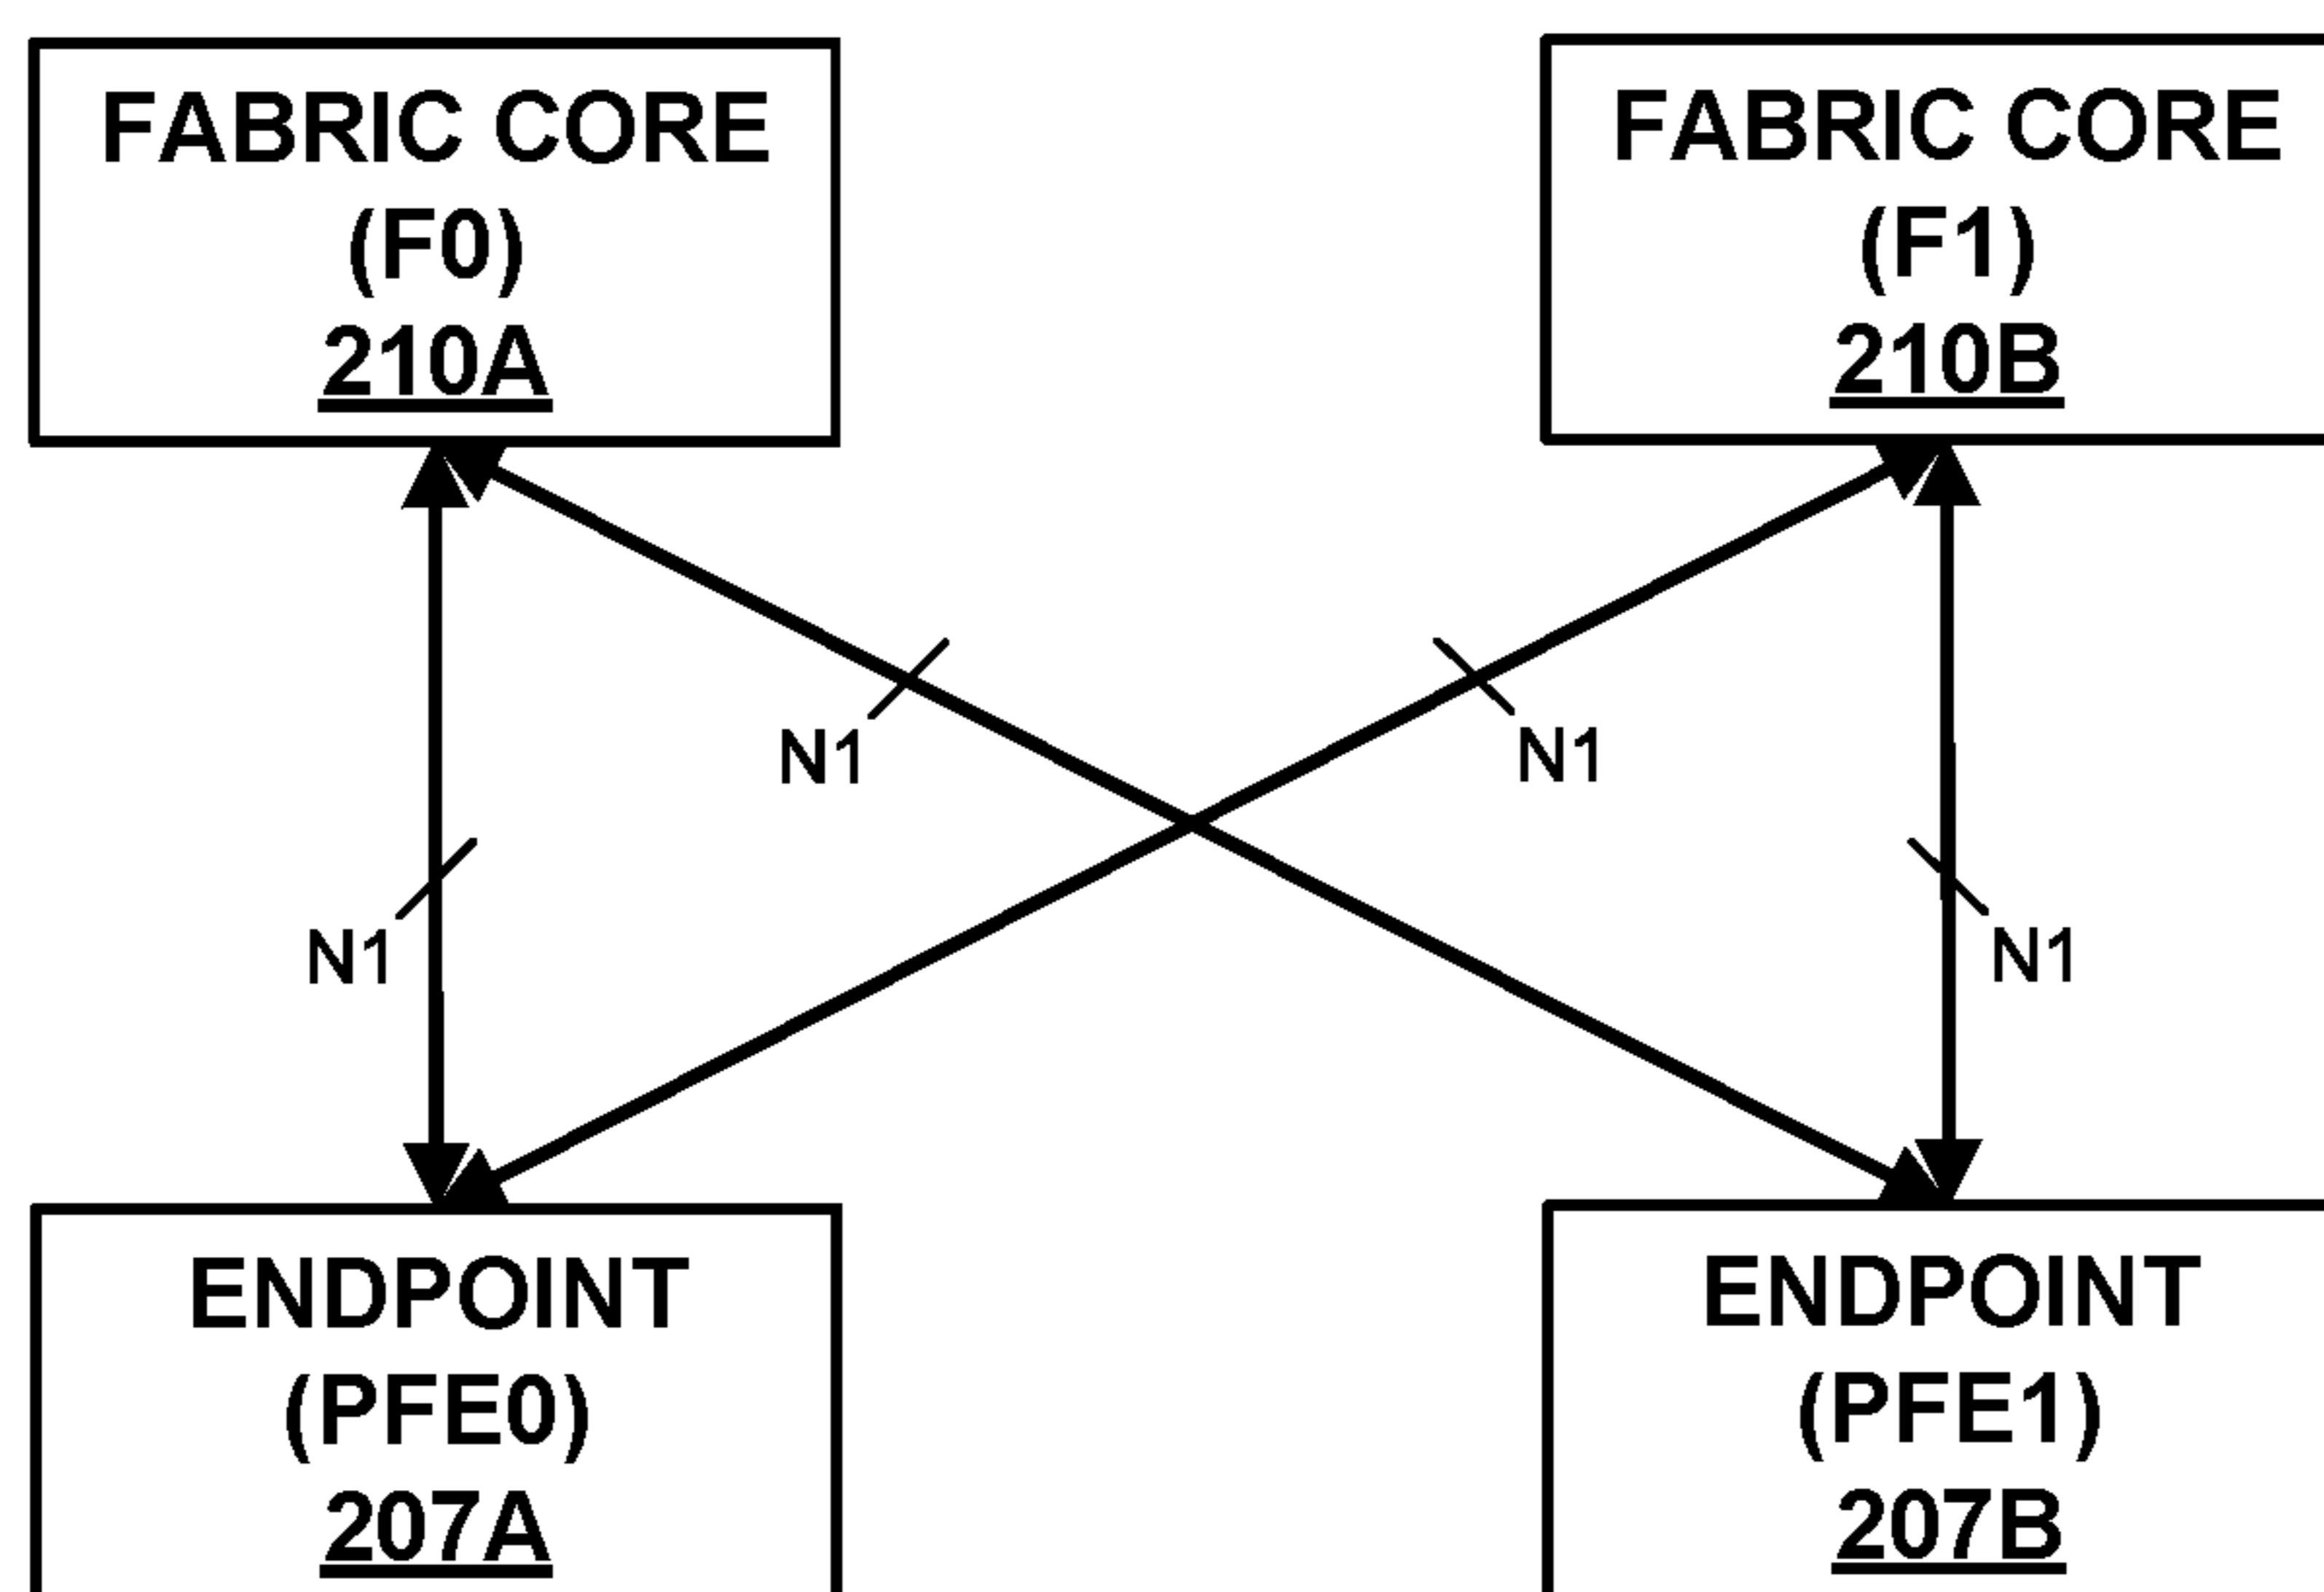 FABRIC CORE
(F0)
210A
FABRIC CORE
(F1)
210B
N1
N1
N1
N1
ENDPOINT
(PFE0)
207A
ENDPOINT
(PFE1)
207B